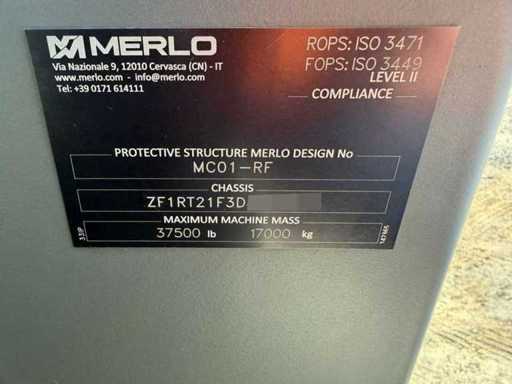 MERLO
Via Nazionale 9, 12010 Cervasca (CN) - IT
www.merlo.com - info@merlo.com
Tel: +39 0171 614111
ROPS: ISO 3471
FOPS: ISO 3449
LEVEL II
COMPLIANCE
PROTECTIVE STRUCTURE MERLO DESIGN No
MC01-RF
CHASSIS
ZF1RT21F3D
MAXIMUM MACHINE MASS
37500 lb 17000 kg